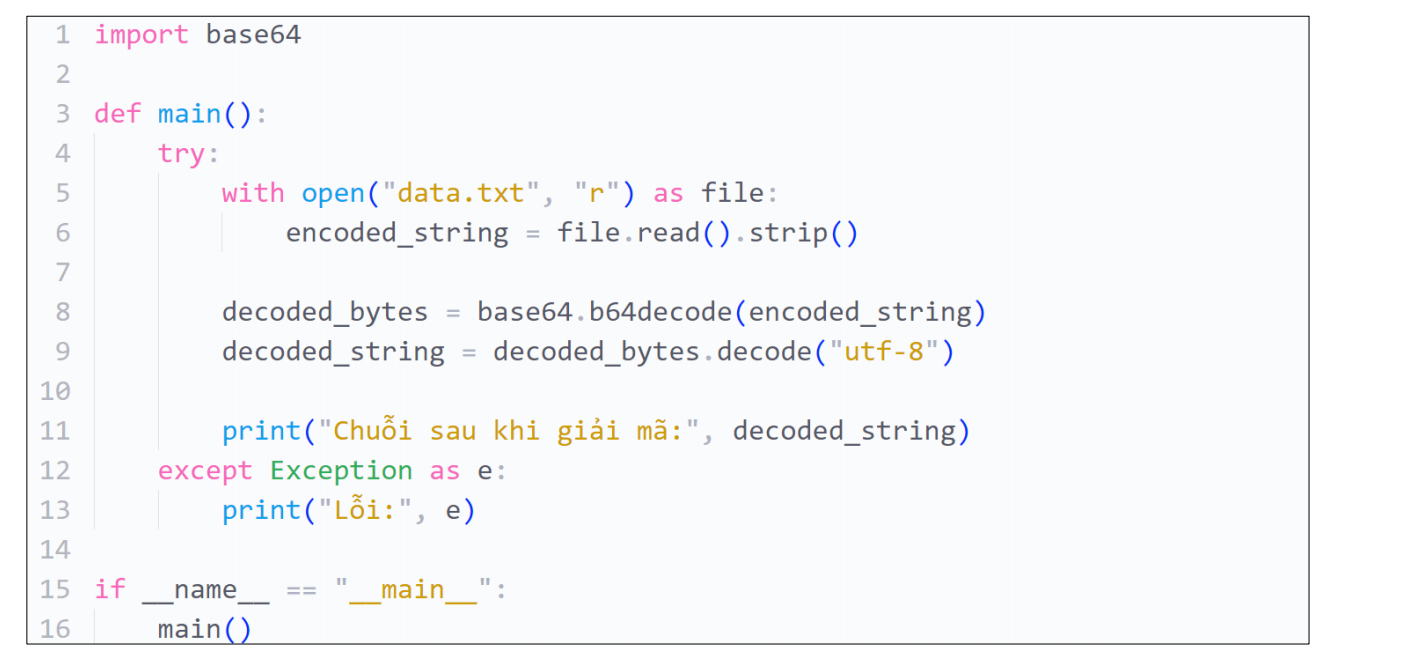 1 import base64
2
3 def main():
4     try:
5         with open("data.txt", "r") as file:
6             encoded_string = file.read().strip()
7
8         decoded_bytes = base64.b64decode(encoded_string)
9         decoded_string = decoded_bytes.decode("utf-8")
10
11         print("Chuỗi sau khi giải mã:", decoded_string)
12     except Exception as e:
13         print("Lỗi:", e)
14
15 if __name__ == "__main__":
16     main()